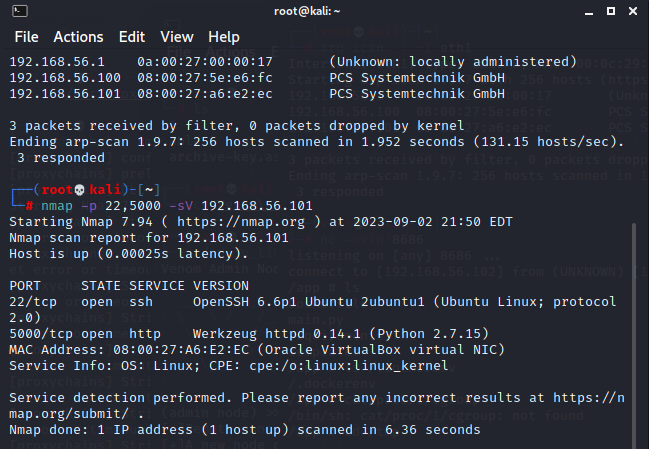 root@kali: ~
File Actions Edit View Help
192.168.56.1 0a:00:27:00:00:17 (Unknown: locally administered)
192.168.56.100 08:00:27:5e:e6:fc PCS Systemtechnik GmbH
192.168.56.101 08:00:27:a6:e2:ec PCS Systemtechnik GmbH
3 packets received by filter, 0 packets dropped by kernel
Ending arp-scan 1.9.7: 256 hosts scanned in 1.952 seconds (131.15 hosts/sec).
3 responded
┌──(root💀kali)-[~]
└─# nmap -p 22,5000 -sV 192.168.56.101
Starting Nmap 7.94 ( https://nmap.org ) at 2023-09-02 21:50 EDT
Nmap scan report for 192.168.56.101
Host is up (0.00025s latency).
PORT STATE SERVICE VERSION
22/tcp open ssh OpenSSH 6.6p1 Ubuntu 2ubuntu1 (Ubuntu Linux; protocol
2.0)
5000/tcp open http Werkzeug httpd 0.14.1 (Python 2.7.15)
MAC Address: 08:00:27:A6:E2:EC (Oracle VirtualBox virtual NIC)
Service Info: OS: Linux; CPE: cpe:/o:linux:linux_kernel
Service detection performed. Please report any incorrect results at https://n
map.org/submit/ .
Nmap done: 1 IP address (1 host up) scanned in 6.36 seconds